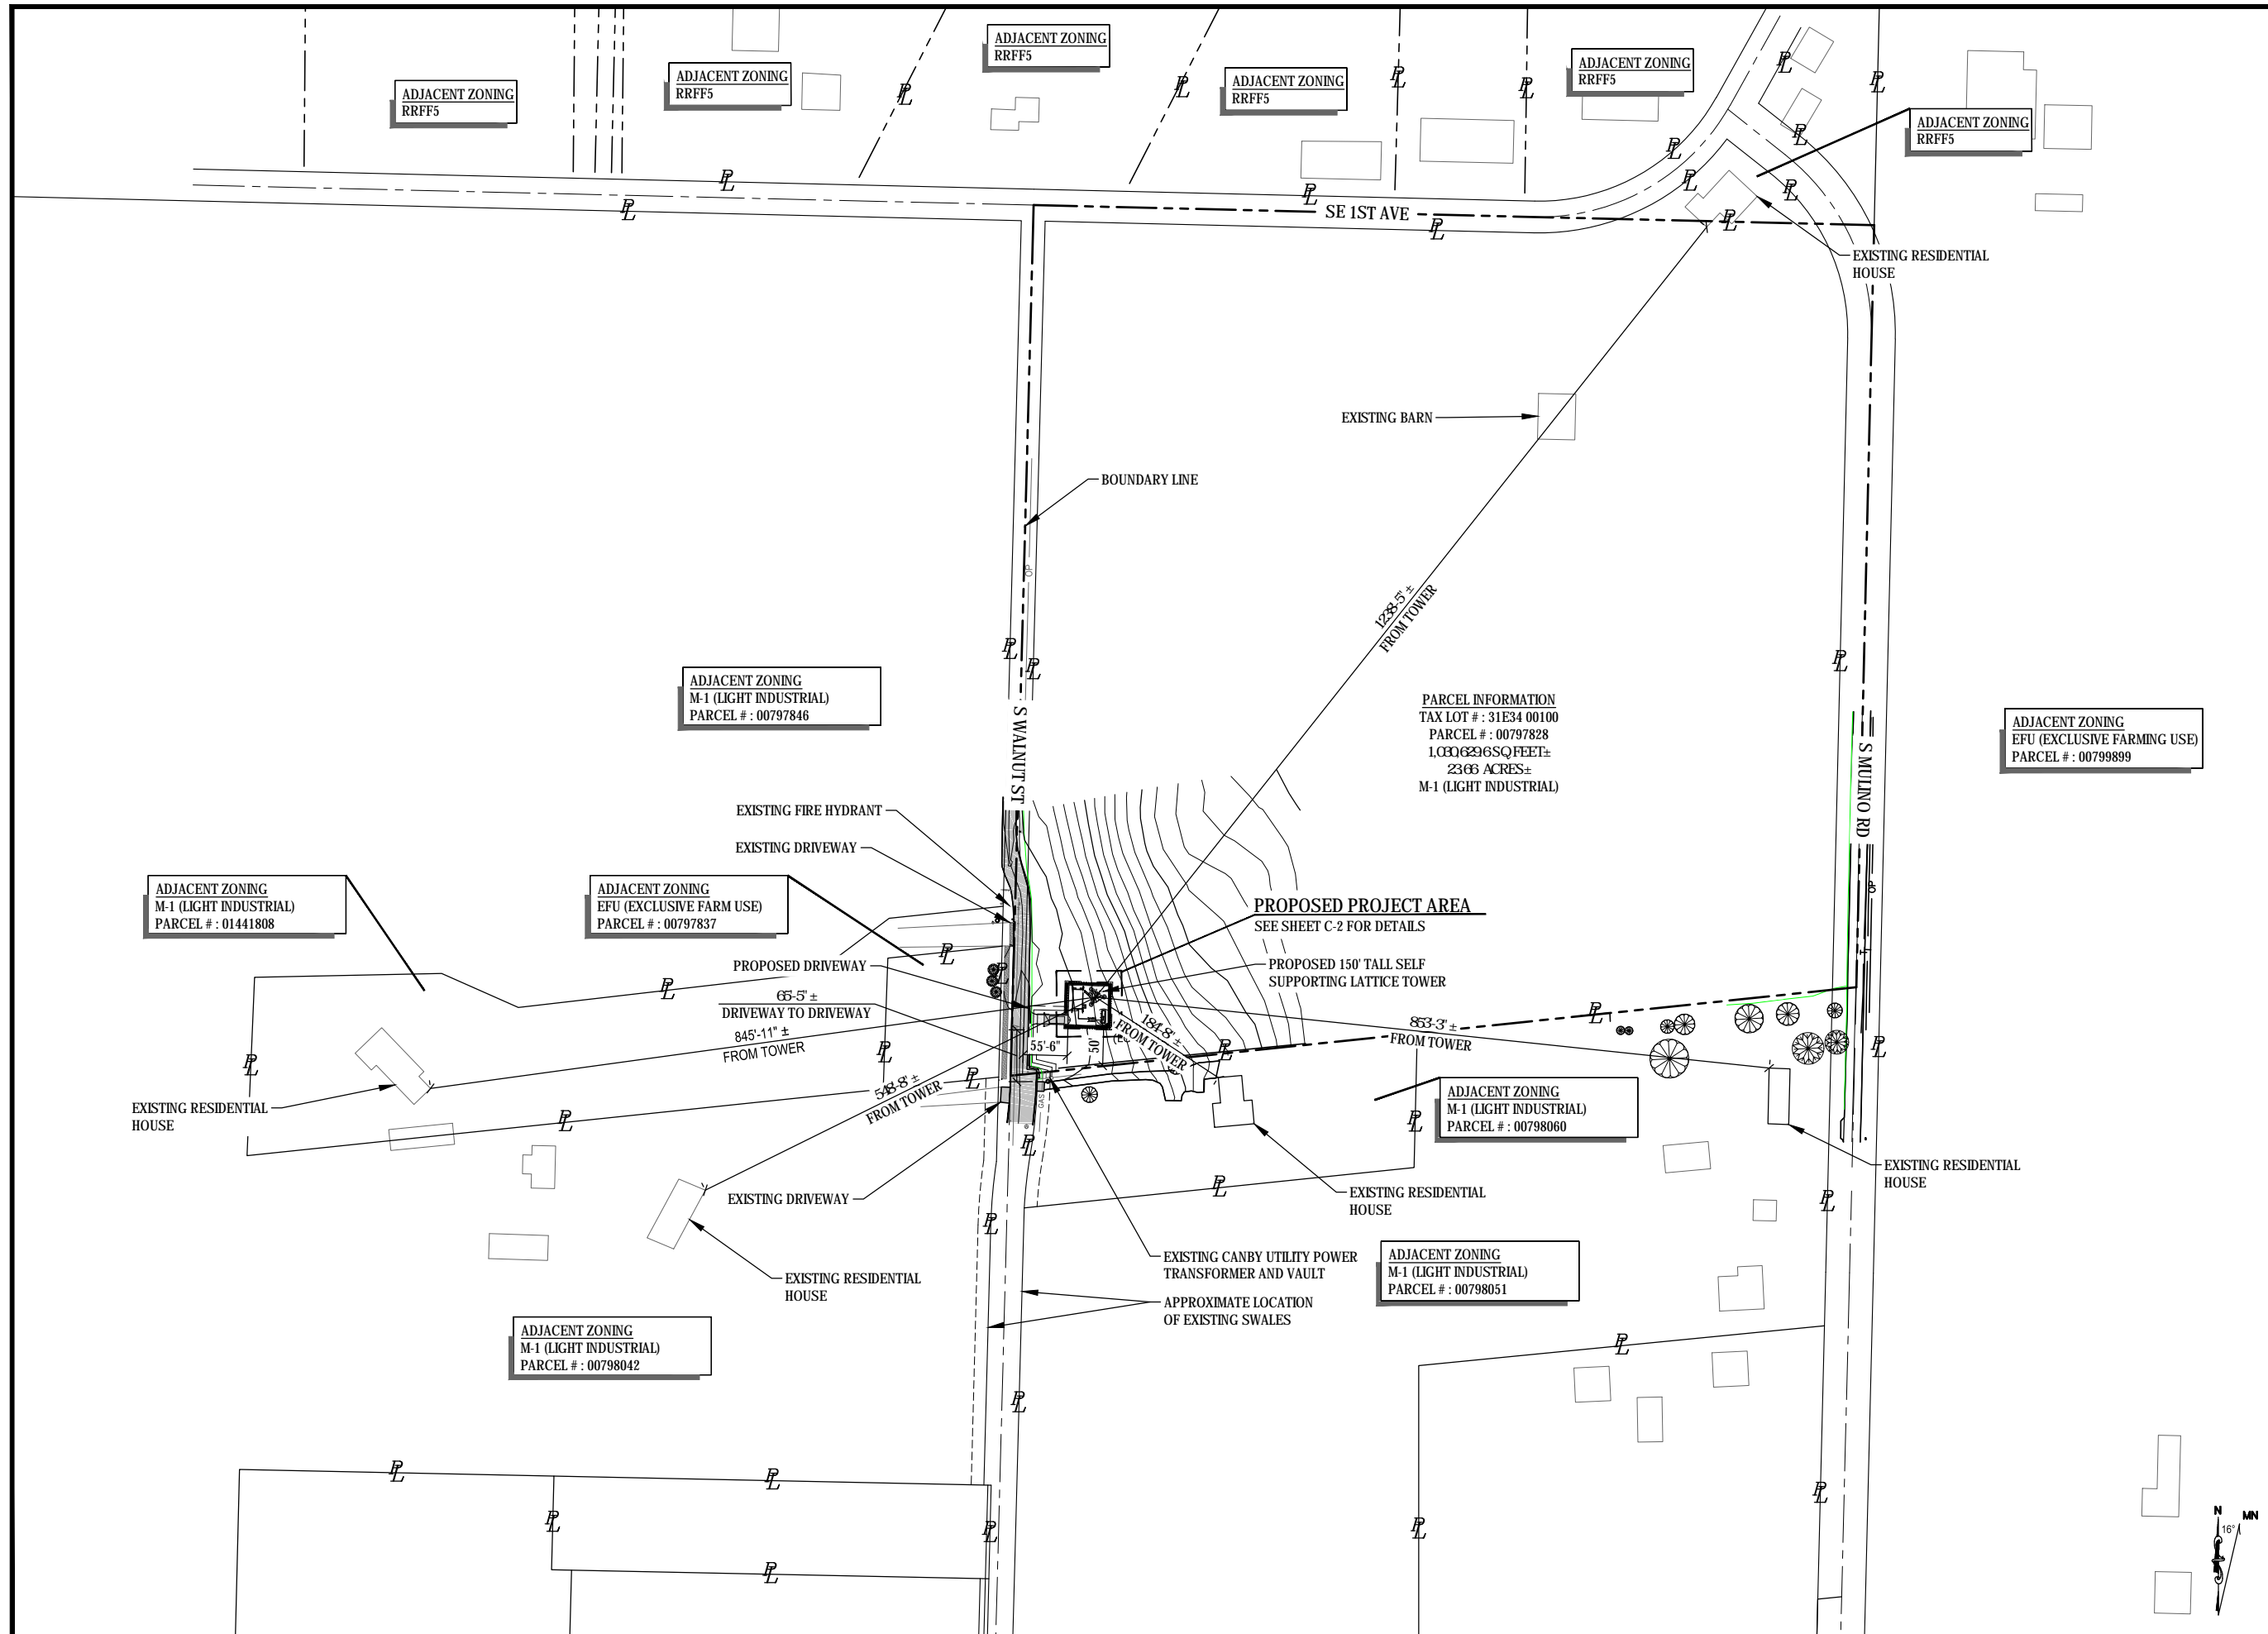 ADJACENT ZONING
RRFF5
ADJACENT ZONING
RRFF5
ADJACENT ZONING
RRFF5
ADJACENT ZONING
RRFF5
ADJACENT ZONING
RRFF5
ADJACENT ZONING
RRFF5
SE 1ST AVE
EXISTING RESIDENTIAL
HOUSE
EXISTING BARN
BOUNDARY LINE
OP
1238'-5" ±
FROM TOWER
ADJACENT ZONING
M-1 (LIGHT INDUSTRIAL)
PARCEL # : 00797846
S WALNUT ST
PARCEL INFORMATION
TAX LOT # : 31E34 00100
PARCEL # : 00797828
1,030,629.6 SQ FEET±
23.66 ACRES±
M-1 (LIGHT INDUSTRIAL)
S MULINO RD
ADJACENT ZONING
EFU (EXCLUSIVE FARMING USE)
PARCEL # : 00799899
EXISTING FIRE HYDRANT
EXISTING DRIVEWAY
ADJACENT ZONING
M-1 (LIGHT INDUSTRIAL)
PARCEL # : 01441808
ADJACENT ZONING
EFU (EXCLUSIVE FARM USE)
PARCEL # : 00797837
OP
PROPOSED PROJECT AREA
SEE SHEET C-2 FOR DETAILS
PROPOSED DRIVEWAY
PROPOSED 150' TALL SELF
SUPPORTING LATTICE TOWER
65'-5" ±
DRIVEWAY TO DRIVEWAY
845'-11" ±
FROM TOWER
55'-6"
50'
184'-8" ±
FROM TOWER
853'-3" ±
FROM TOWER
548'-8" ±
FROM TOWER
GAS
EXISTING RESIDENTIAL
HOUSE
ADJACENT ZONING
M-1 (LIGHT INDUSTRIAL)
PARCEL # : 00798060
EXISTING RESIDENTIAL
HOUSE
EXISTING DRIVEWAY
EXISTING RESIDENTIAL
HOUSE
EXISTING RESIDENTIAL
HOUSE
EXISTING CANBY UTILITY POWER
TRANSFORMER AND VAULT
ADJACENT ZONING
M-1 (LIGHT INDUSTRIAL)
PARCEL # : 00798051
APPROXIMATE LOCATION
OF EXISTING SWALES
ADJACENT ZONING
M-1 (LIGHT INDUSTRIAL)
PARCEL # : 00798042
N
MN
16°